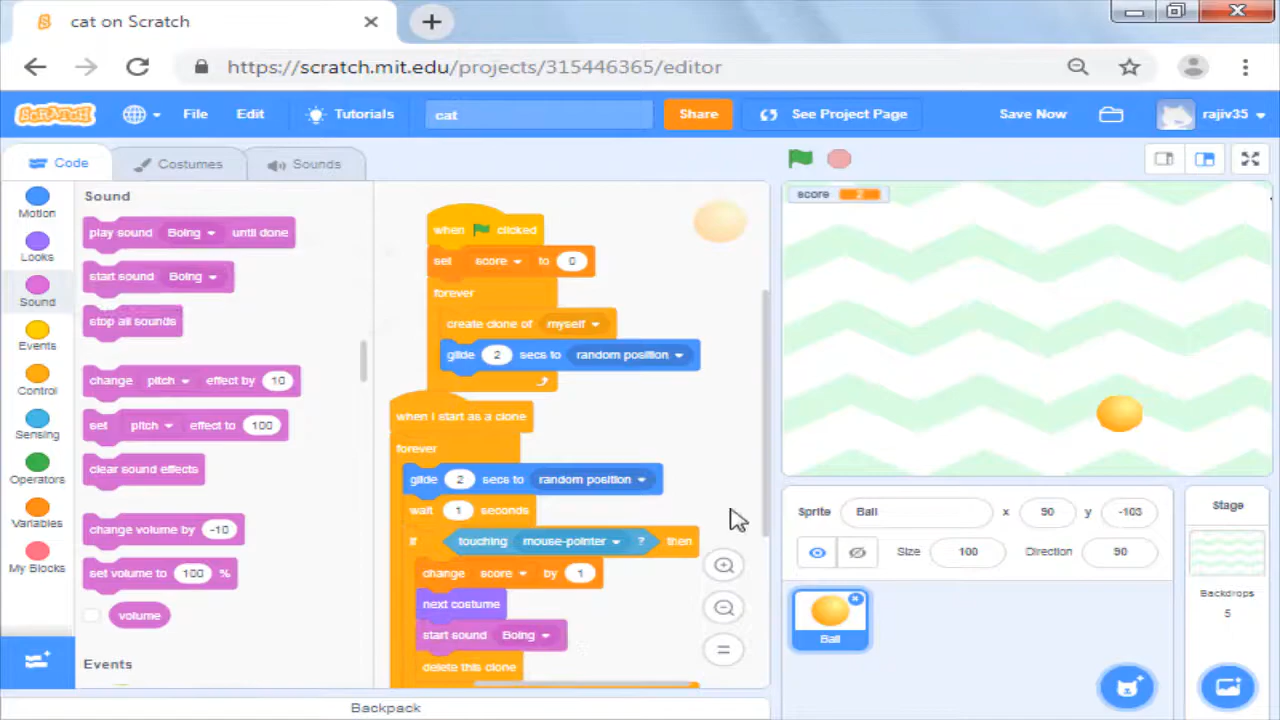 cat on Scratch
https://scratch.mit.edu/projects/315446365/editor
SCRATCH File Edit Tutorials cat Share See Project Page Save Now rajiv35
Code Costumes Sounds
Motion
Looks
Sound
Events
Control
Sensing
Operators
Variables
My Blocks
Sound
play sound Boing until done
start sound Boing
stop all sounds
change pitch effect by 10
set pitch effect to 100
clear sound effects
change volume by -10
set volume to 100 %
volume
Events
when clicked
set score to 0
forever
create clone of myself
glide 2 secs to random position
when I start as a clone
forever
glide 2 secs to random position
wait 1 seconds
if touching mouse-pointer ? then
change score by 1
next costume
start sound Boing
delete this clone
score 2
Sprite Ball x 90 y -103
Size 100 Direction 90
Ball
Stage
Backdrops
5
Backpack